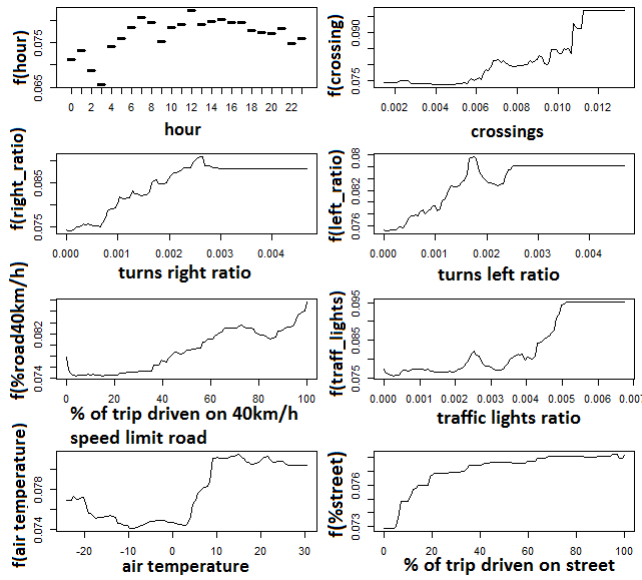 f(hour)
0.065
0.075
0 2 4 6 8 10 12 14 16 18 20 22
hour
f(crossing)
0.075
0.090
0.002 0.004 0.006 0.008 0.010 0.012
crossings
f(right_ratio)
0.075
0.085
0.000 0.001 0.002 0.003 0.004
turns right ratio
f(left_ratio)
0.076
0.082
0.08
0.000 0.001 0.002 0.003 0.004
turns left ratio
f(%road40km/h)
0.074
0.082
0 20 40 60 80 100
% of trip driven on 40km/h
speed limit road
f(traff_lights)
0.075
0.085
0.095
0.000 0.001 0.002 0.003 0.004 0.005 0.006 0.007
traffic lights ratio
f(air temperature)
0.074
0.078
-20 -10 0 10 20 30
air temperature
f(%street)
0.073
0.076
0 20 40 60 80 100
% of trip driven on street